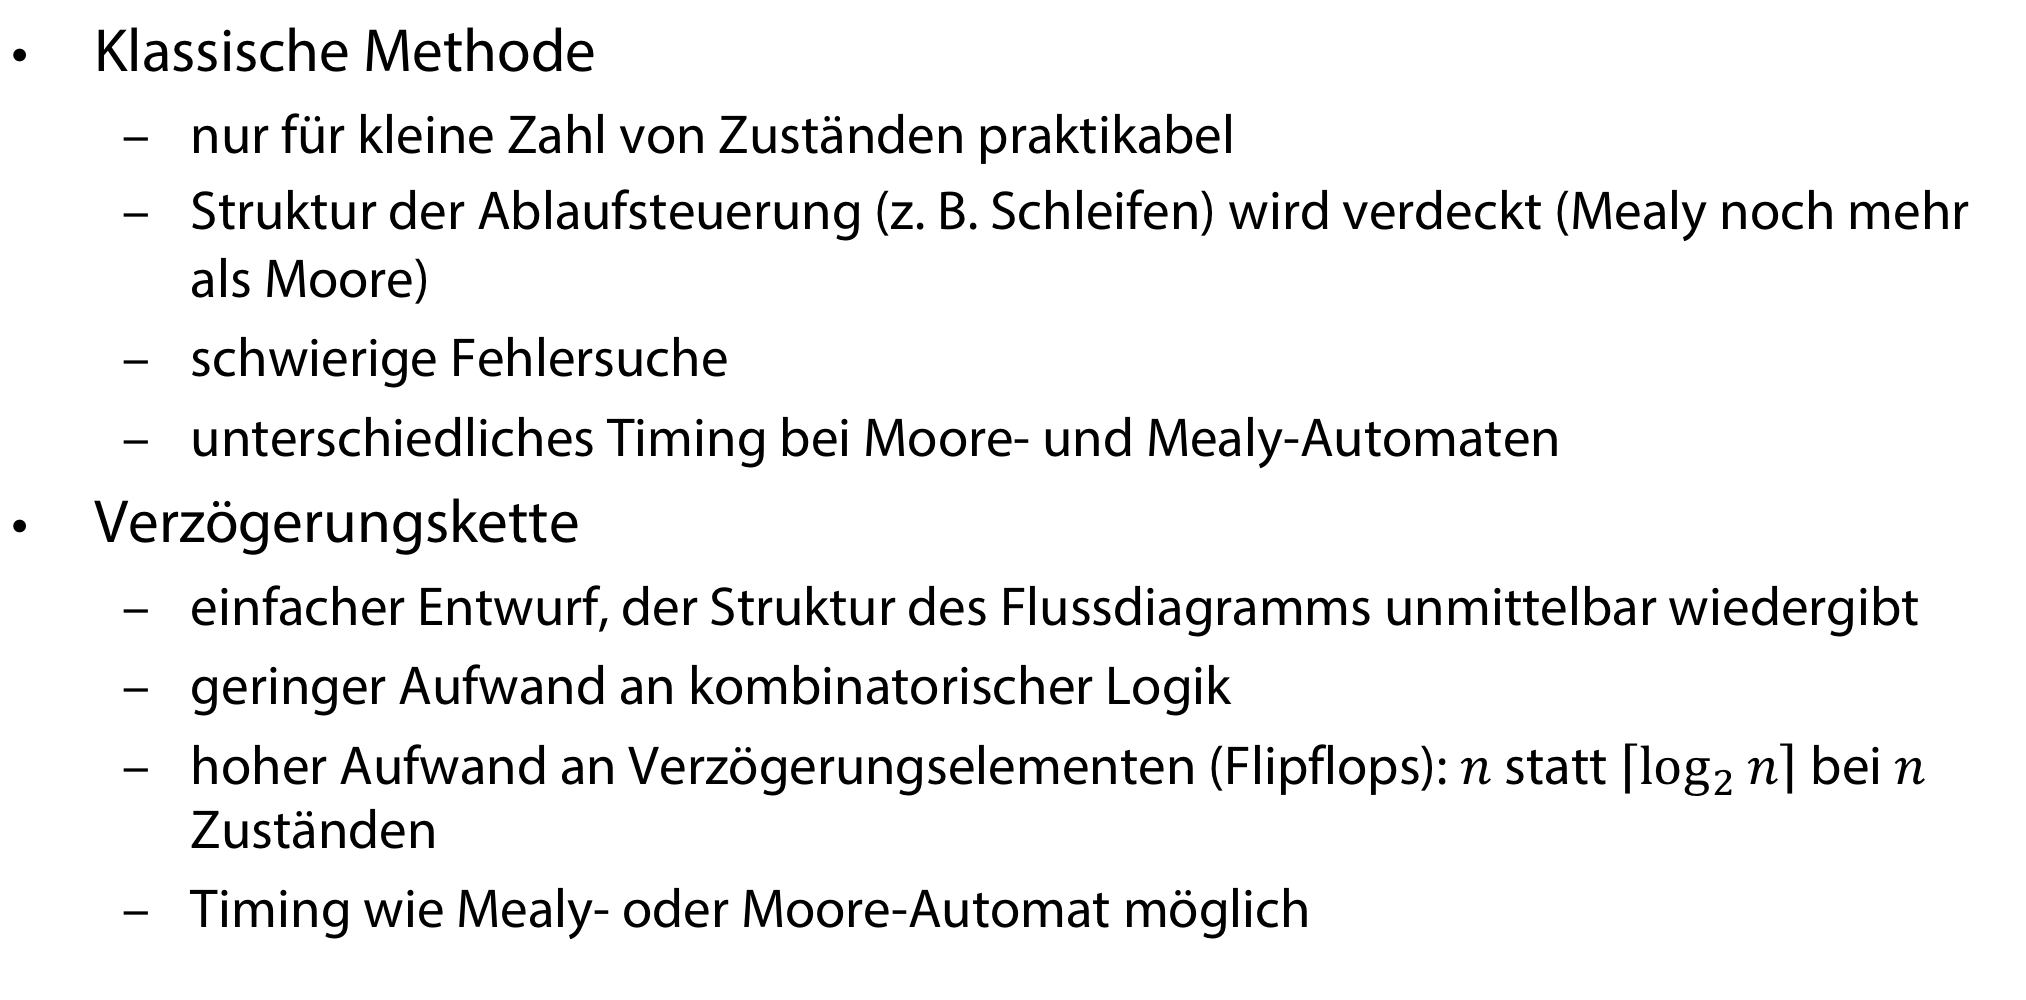 • Klassische Methode
– nur für kleine Zahl von Zuständen praktikabel
– Struktur der Ablaufsteuerung (z. B. Schleifen) wird verdeckt (Mealy noch mehr
als Moore)
– schwierige Fehlersuche
– unterschiedliches Timing bei Moore- und Mealy-Automaten
• Verzögerungskette
– einfacher Entwurf, der Struktur des Flussdiagramms unmittelbar wiedergibt
– geringer Aufwand an kombinatorischer Logik
– hoher Aufwand an Verzögerungselementen (Flipflops): n statt ⌈log₂ n⌉ bei n
Zuständen
– Timing wie Mealy- oder Moore-Automat möglich